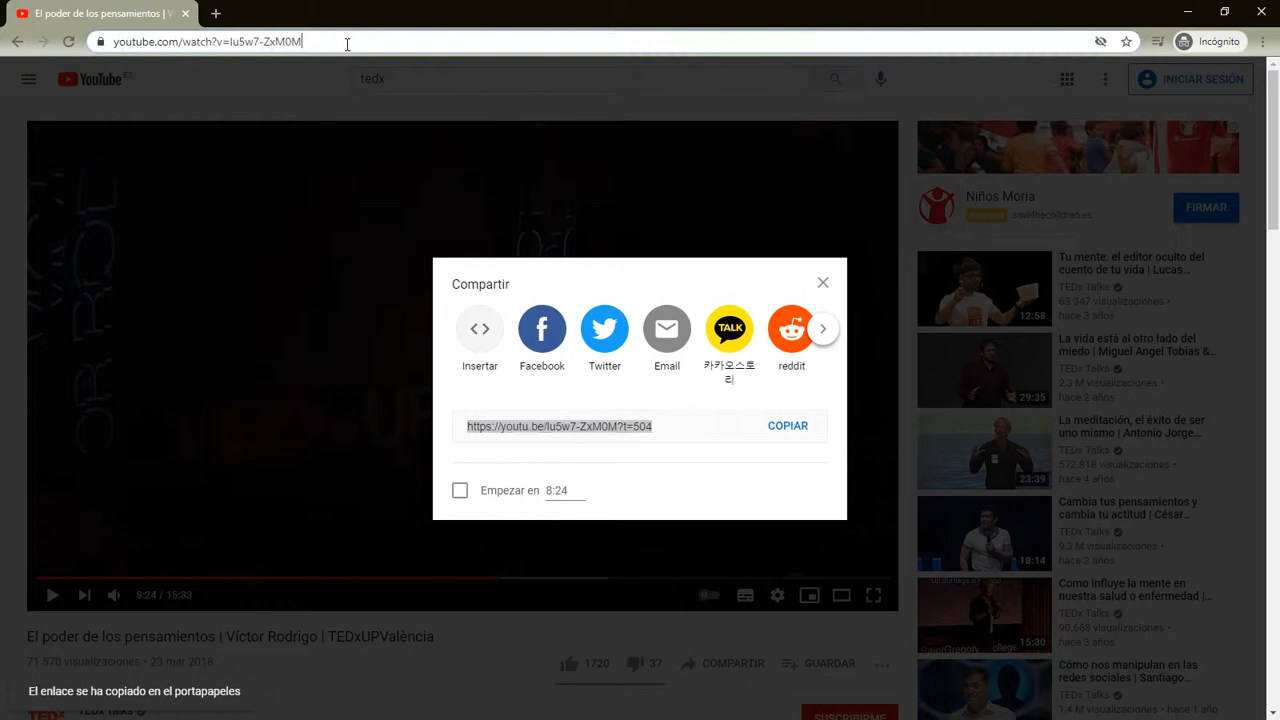 El poder de los pensamientos | V
youtube.com/watch?v=lu5w7-ZxM0M
Incógnito
YouTube ES
tedx
INICIAR SESIÓN
Compartir
Insertar
Facebook
Twitter
Email
TALK
카카오스토리
reddit
https://youtu.be/lu5w7-ZxM0M?t=504
COPIAR
Empezar en 8:24
8:24 / 15:33
El poder de los pensamientos | Víctor Rodrigo | TEDxUPValència
71.570 visualizaciones • 23 mar 2018
1720
37
COMPARTIR
GUARDAR
El enlace se ha copiado en el portapapeles
TEDx Talks
SUSCRIBIRME
Niños Moria
savethechildren.es
FIRMAR
12:58
Tu mente: el editor oculto del
cuento de tu vida | Lucas...
TEDx Talks
63.347 visualizaciones
hace 3 años
29:35
La vida está al otro lado del
miedo | Miguel Angel Tobías &...
TEDx Talks
2,3 M visualizaciones
hace 2 años
23:39
La meditación, el éxito de ser
uno mismo | Antonio Jorge...
TEDx Talks
572.818 visualizaciones
hace 4 años
18:14
Cambia tus pensamientos y
cambia tu actitud | César...
TEDx Talks
9,3 M visualizaciones
hace 2 años
15:30
Como influye la mente en
nuestra salud o enfermedad |...
TEDx Talks
90.668 visualizaciones
hace 3 años
Cómo nos manipulan en las
redes sociales | Santiago...
TEDx Talks
1,4 M visualizaciones